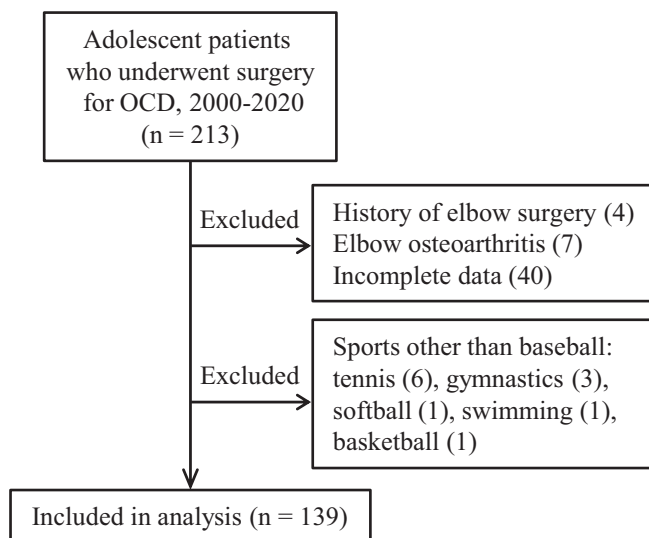 Adolescent patients
who underwent surgery
for OCD, 2000-2020
(n = 213)
Excluded
History of elbow surgery (4)
Elbow osteoarthritis (7)
Incomplete data (40)
Excluded
Sports other than baseball:
tennis (6), gymnastics (3),
softball (1), swimming (1),
basketball (1)
Included in analysis (n = 139)